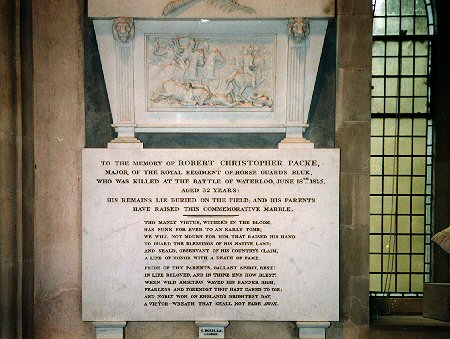 TO THE MEMORY OF ROBERT CHRISTOPHER PACKE,
MAJOR, OF THE ROYAL REGIMENT OF HORSE GUARDS BLUE,
WHO WAS KILLED AT THE BATTLE OF WATERLOO, JUNE 18TH 1815,
AGED 32 YEARS:
HIS REMAINS LIE BURIED ON THE FIELD; AND HIS PARENTS
HAVE RAISED THIS COMMEMORATIVE MARBLE.
THO MANLY VIRTUE, WITHER'D IN THE BLOOM,
HAS SUNK FOR EVER TO AN EARLY TOMB;
WE WILL NOT MOURN FOR HIM, THAT RAISED HIS HAND
TO GUARD THE BLESSINGS OF HIS NATIVE LAND;
AND SEALD, OBSERVANT OF HIS COUNTRY'S CLAIM,
A LIFE OF HONOR WITH A DEATH OF FAME.
PRIDE OF THY PARENTS, GALLANT SPIRIT, REST!
IN LIFE BELOVED, AND IN THINE END HOW BLEST.
WHEN WILD AMBITION WAVED HIS BANNER HIGH,
FEARLESS AND FOREMOST THOU HAST DARED TO DIE;
AND NOBLY WON, ON ENGLAND'S BRIGHTEST DAY,
A VICTOR-WREATH THAT SHALL NOT FADE AWAY.
LONDON.